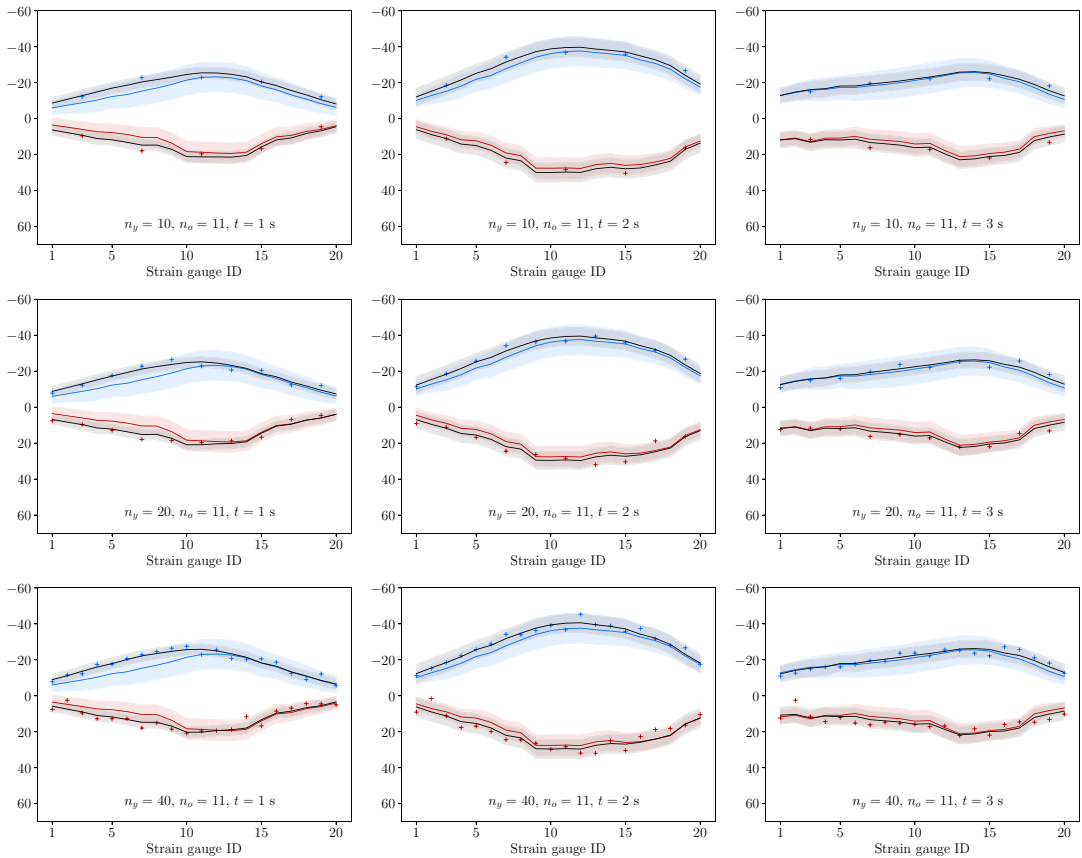 −60
−40
−20
0
20
40
60
n_y = 10, n_o = 11, t = 1 s
1 5 10 15 20
Strain gauge ID
−60
−40
−20
0
20
40
60
n_y = 10, n_o = 11, t = 2 s
1 5 10 15 20
Strain gauge ID
−60
−40
−20
0
20
40
60
n_y = 10, n_o = 11, t = 3 s
1 5 10 15 20
Strain gauge ID
−60
−40
−20
0
20
40
60
n_y = 20, n_o = 11, t = 1 s
1 5 10 15 20
Strain gauge ID
−60
−40
−20
0
20
40
60
n_y = 20, n_o = 11, t = 2 s
1 5 10 15 20
Strain gauge ID
−60
−40
−20
0
20
40
60
n_y = 20, n_o = 11, t = 3 s
1 5 10 15 20
Strain gauge ID
−60
−40
−20
0
20
40
60
n_y = 40, n_o = 11, t = 1 s
1 5 10 15 20
Strain gauge ID
−60
−40
−20
0
20
40
60
n_y = 40, n_o = 11, t = 2 s
1 5 10 15 20
Strain gauge ID
−60
−40
−20
0
20
40
60
n_y = 40, n_o = 11, t = 3 s
1 5 10 15 20
Strain gauge ID